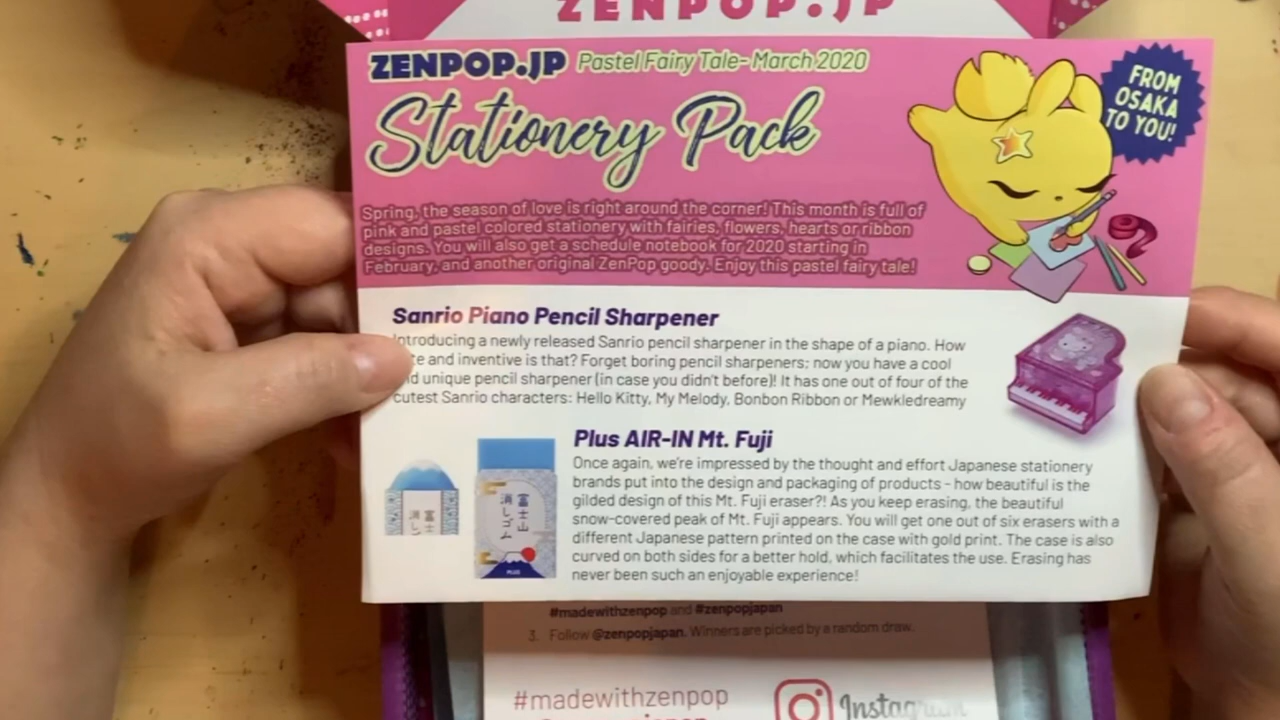 ZENPOP.JP
ZENPOP.JP Pastel Fairy Tale- March 2020
Stationery Pack
FROM
OSAKA
TO YOU!
Spring, the season of love is right around the corner! This month is full of
pink and pastel colored stationery with fairies, flowers, hearts or ribbon
designs. You will also get a schedule notebook for 2020 starting in
February, and another original ZenPop goody. Enjoy this pastel fairy tale!
Sanrio Piano Pencil Sharpener
Introducing a newly released Sanrio pencil sharpener in the shape of a piano. How
and inventive is that? Forget boring pencil sharpeners; now you have a cool
unique pencil sharpener (in case you didn't before)! It has one out of four of the
cutest Sanrio characters: Hello Kitty, My Melody, Bonbon Ribbon or Mewkledreamy
Plus AIR-IN Mt. Fuji
Once again, we're impressed by the thought and effort Japanese stationery
brands put into the design and packaging of products - how beautiful is the
gilded design of this Mt. Fuji eraser?! As you keep erasing, the beautiful
snow-covered peak of Mt. Fuji appears. You will get one out of six erasers with a
different Japanese pattern printed on the case with gold print. The case is also
curved on both sides for a better hold, which facilitates the use. Erasing has
never been such an enjoyable experience!
富士
消し
富士山
消しゴム
PLUS
#madewithzenpop and #zenpopjapan
3. Follow @zenpopjapan. Winners are picked by a random draw.
#madewithzenpop
Instagram